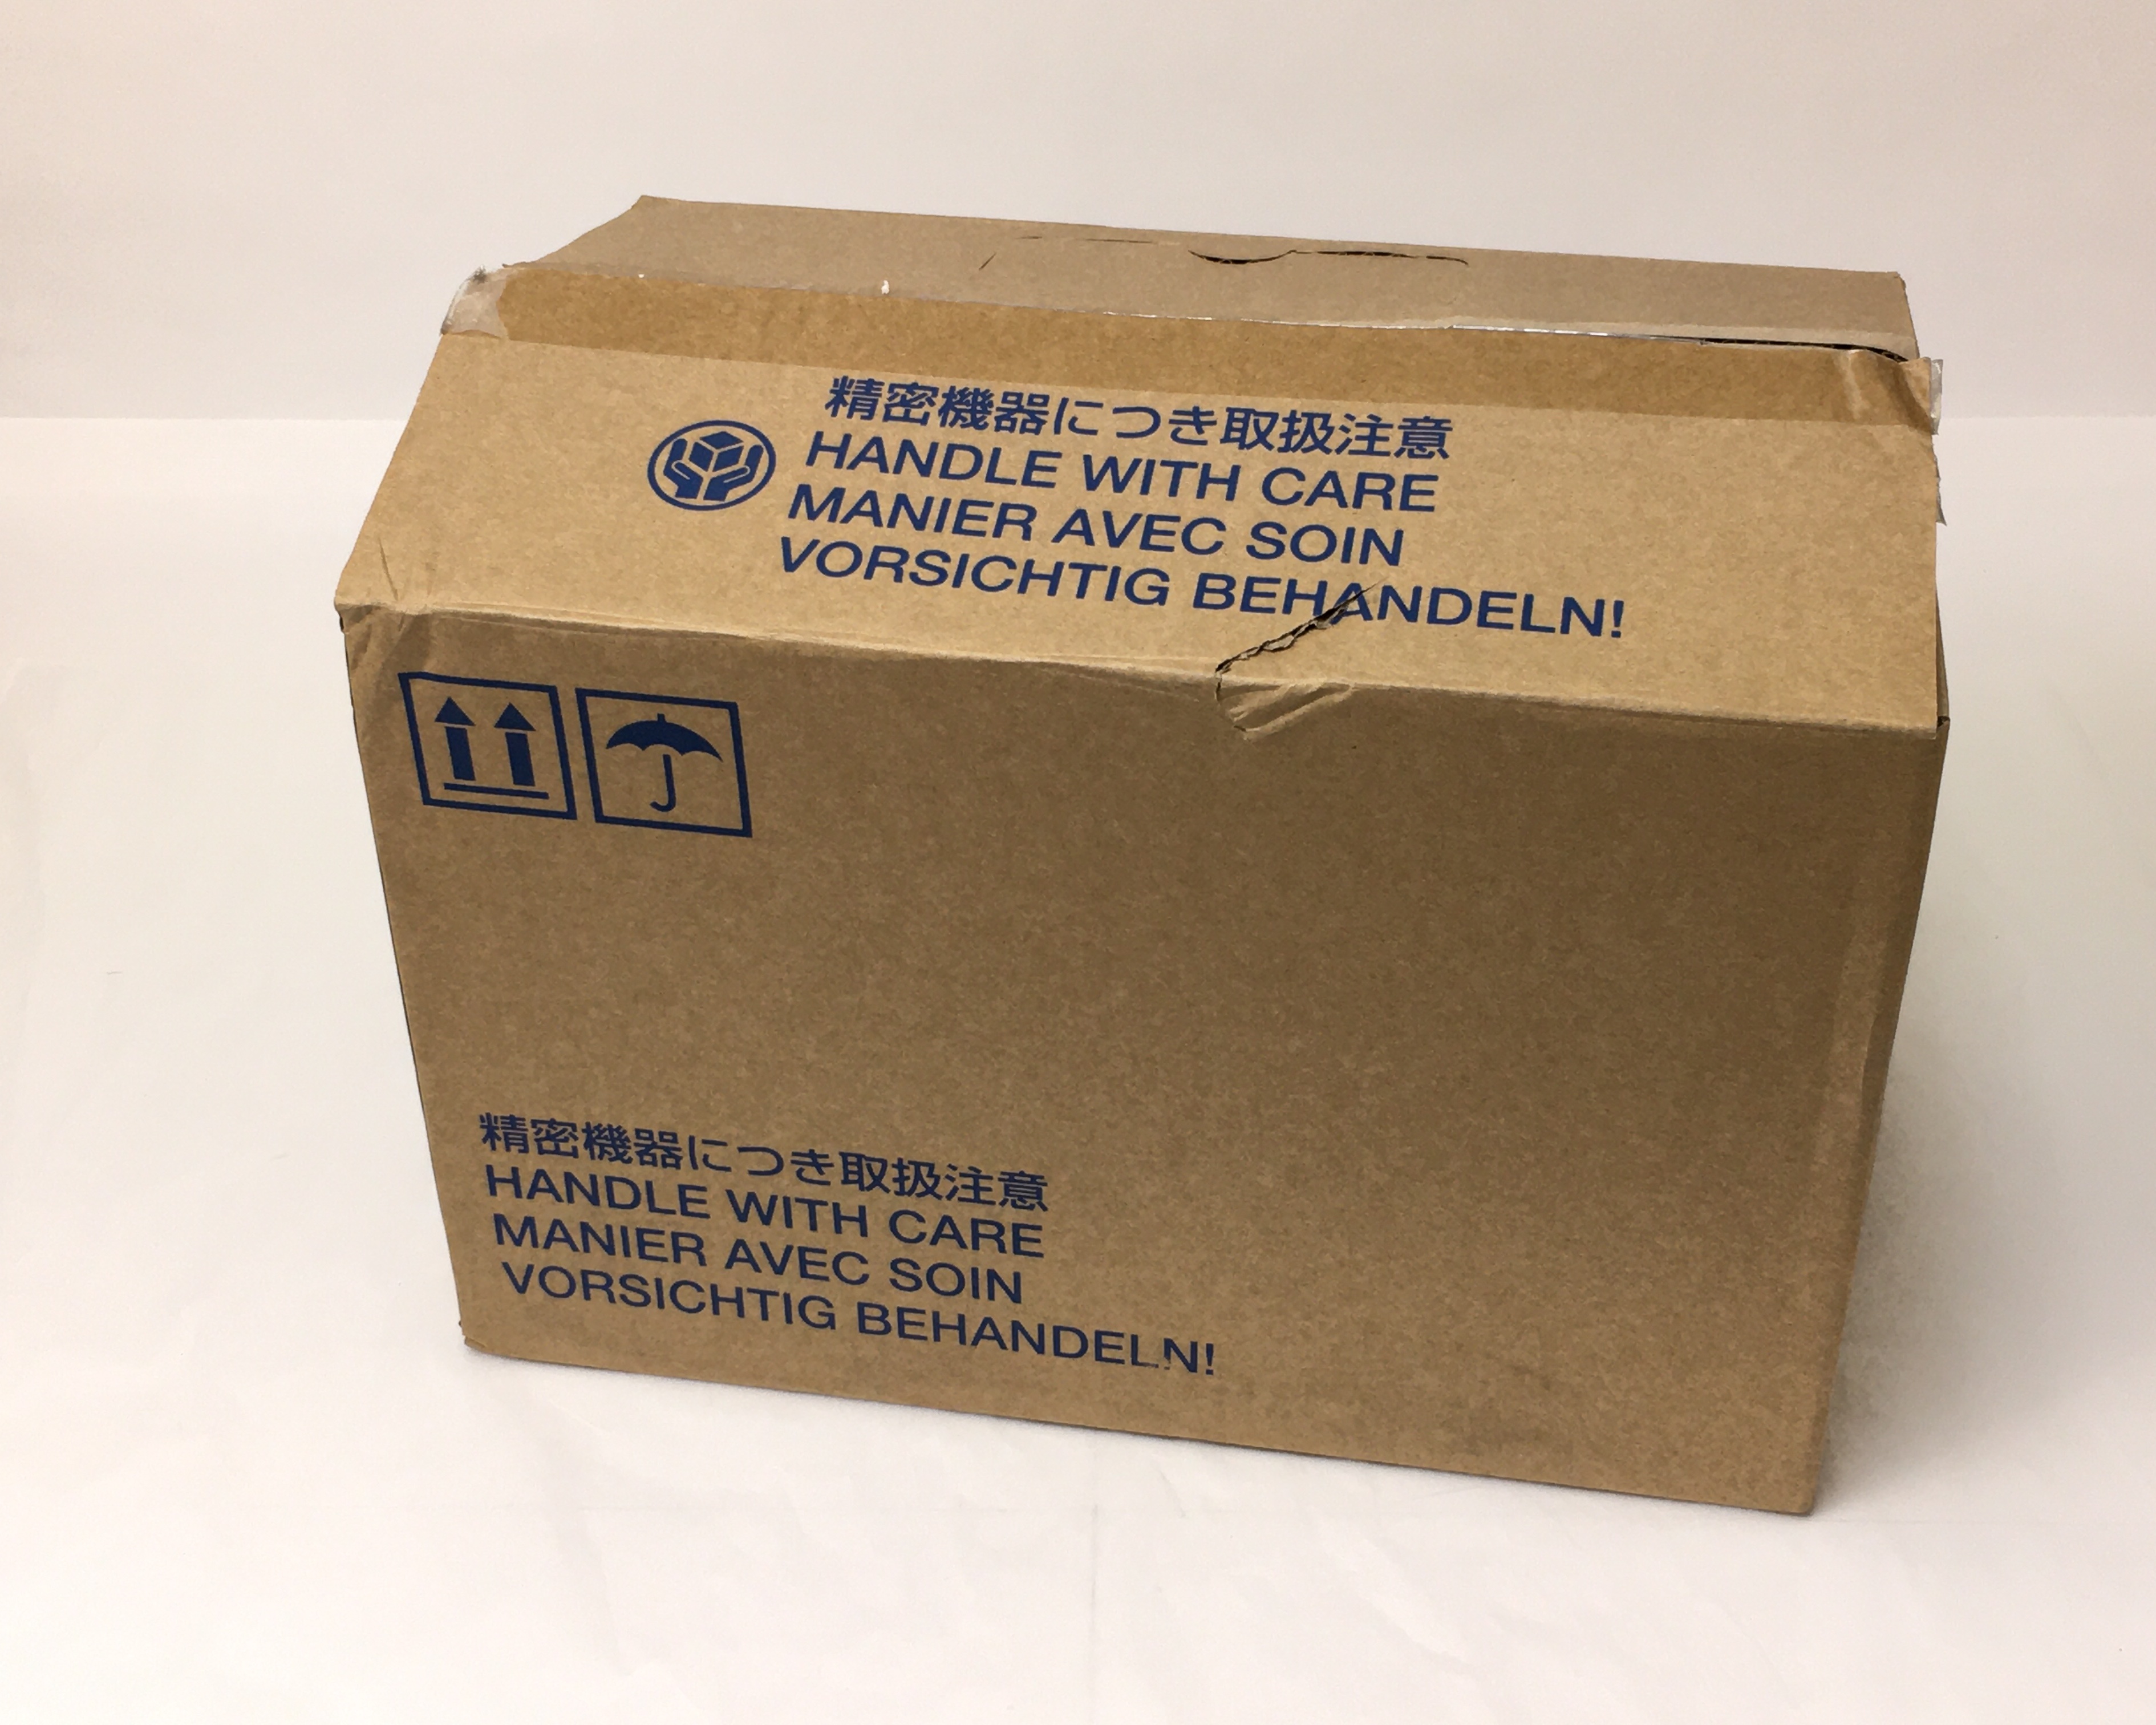 精密機器につき取扱注意
HANDLE WITH CARE
MANIER AVEC SOIN
VORSICHTIG BEHANDELN!
精密機器につき取扱注意
HANDLE WITH CARE
MANIER AVEC SOIN
VORSICHTIG BEHANDELN!